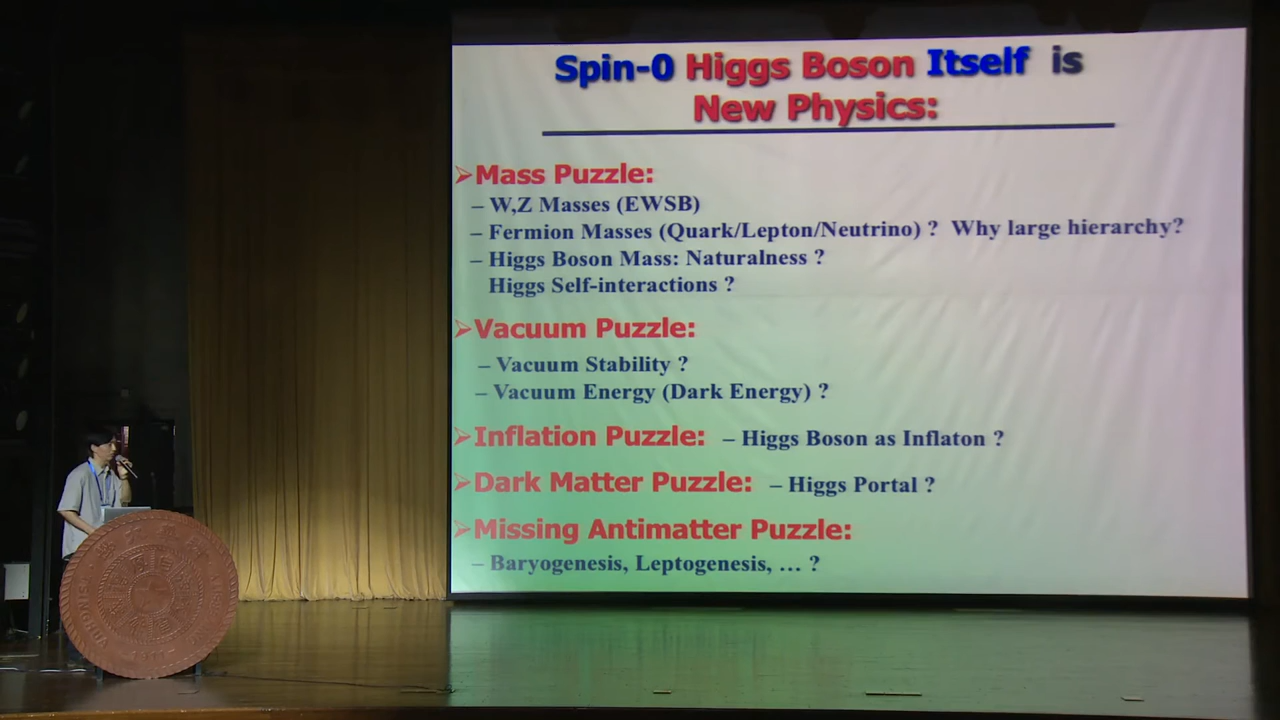 Spin-0 Higgs Boson Itself is
New Physics:
➢Mass Puzzle:
– W,Z Masses (EWSB)
– Fermion Masses (Quark/Lepton/Neutrino) ? Why large hierarchy?
– Higgs Boson Mass: Naturalness ?
Higgs Self-interactions ?
➢Vacuum Puzzle:
– Vacuum Stability ?
– Vacuum Energy (Dark Energy) ?
➢Inflation Puzzle: – Higgs Boson as Inflaton ?
➢Dark Matter Puzzle: – Higgs Portal ?
➢Missing Antimatter Puzzle:
– Baryogenesis, Leptogenesis, … ?